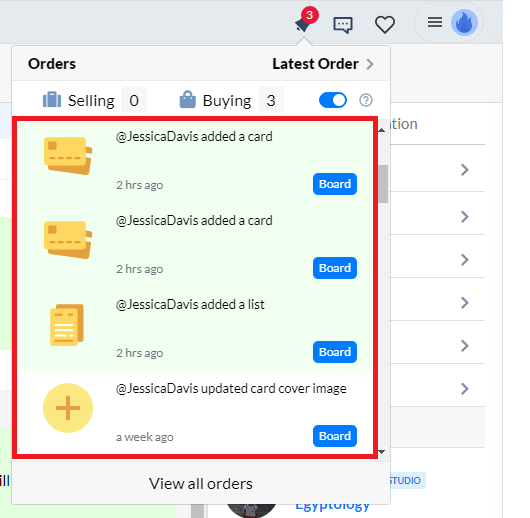 3
Orders
Latest Order
Selling 0 Buying 3
tion
@JessicaDavis added a card
2 hrs ago
Board
@JessicaDavis added a card
2 hrs ago
Board
@JessicaDavis added a list
2 hrs ago
Board
@JessicaDavis updated card cover image
a week ago
Board
View all orders
ill
STUDIO
Egyptology